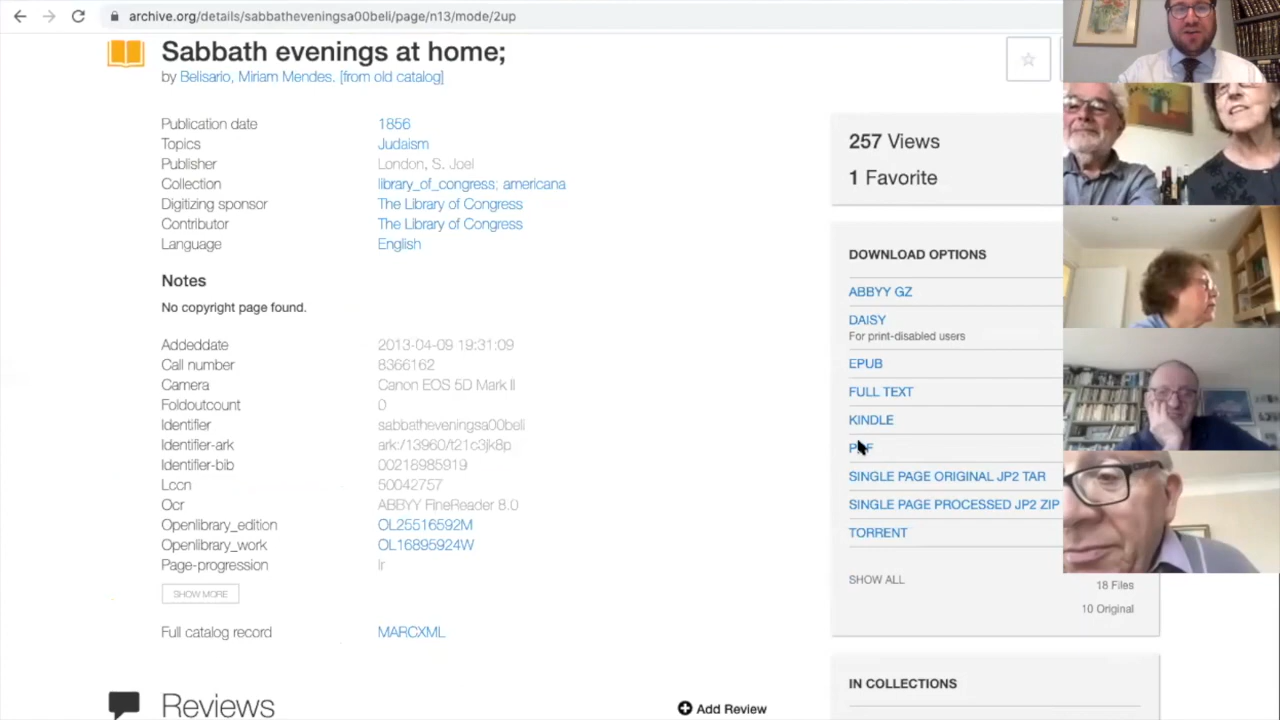 archive.org/details/sabbatheveningsa00beli/page/n13/mode/2up
Sabbath evenings at home;
by Belisario, Miriam Mendes. [from old catalog]
Publication date 1856
Topics Judaism
Publisher London, S. Joel
Collection library_of_congress; americana
Digitizing sponsor The Library of Congress
Contributor The Library of Congress
Language English
Notes
No copyright page found.
Addeddate 2013-04-09 19:31:09
Call number 8366162
Camera Canon EOS 5D Mark II
Foldoutcount 0
Identifier sabbatheveningsa00beli
Identifier-ark ark:/13960/t21c3jk8p
Identifier-bib 00218985919
Lccn 50042757
Ocr ABBYY FineReader 8.0
Openlibrary_edition OL25516592M
Openlibrary_work OL16895924W
Page-progression lr
SHOW MORE
Full catalog record MARCXML
Reviews
Add Review
257 Views
1 Favorite
DOWNLOAD OPTIONS
ABBYY GZ
DAISY
For print-disabled users
EPUB
FULL TEXT
KINDLE
PDF
SINGLE PAGE ORIGINAL JP2 TAR
SINGLE PAGE PROCESSED JP2 ZIP
TORRENT
SHOW ALL
18 Files
10 Original
IN COLLECTIONS